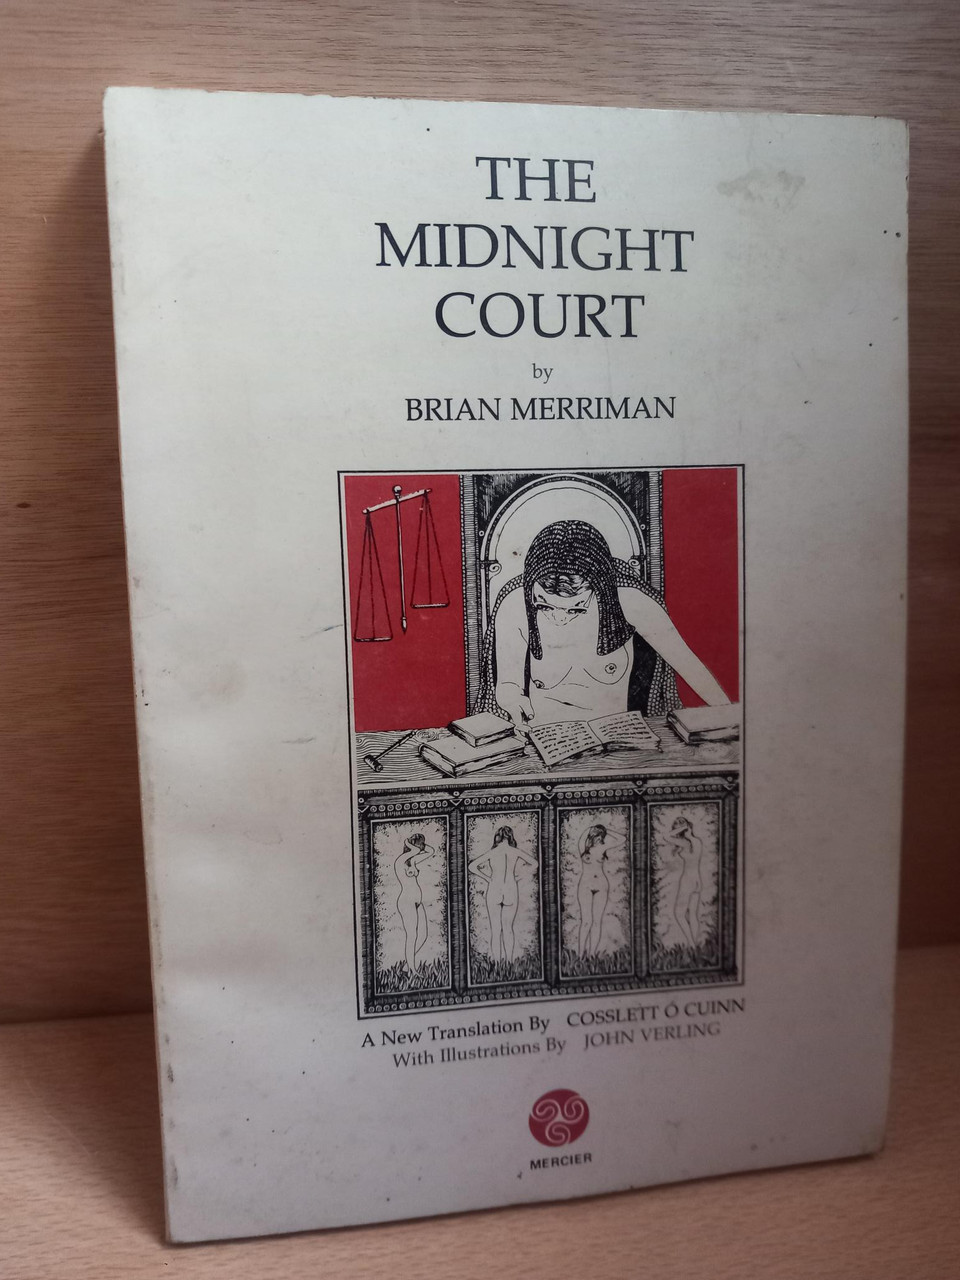 THE
MIDNIGHT
COURT
by
BRIAN MERRIMAN
A New Translation By COSSLETT Ó CUINN
With Illustrations By JOHN VERLING
MERCIER